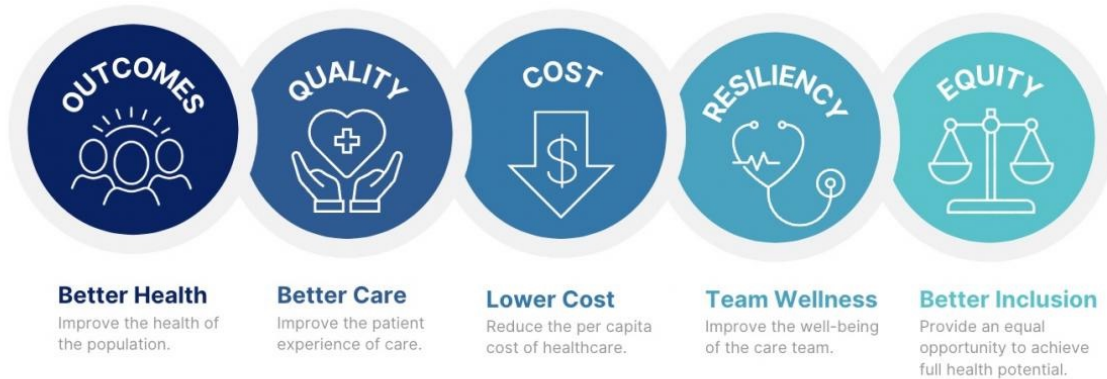 OUTCOMES
QUALITY
COST
$
RESILIENCY
EQUITY
Better Health
Improve the health of
the population.
Better Care
Improve the patient
experience of care.
Lower Cost
Reduce the per capita
cost of healthcare.
Team Wellness
Improve the well-being
of the care team.
Better Inclusion
Provide an equal
opportunity to achieve
full health potential.